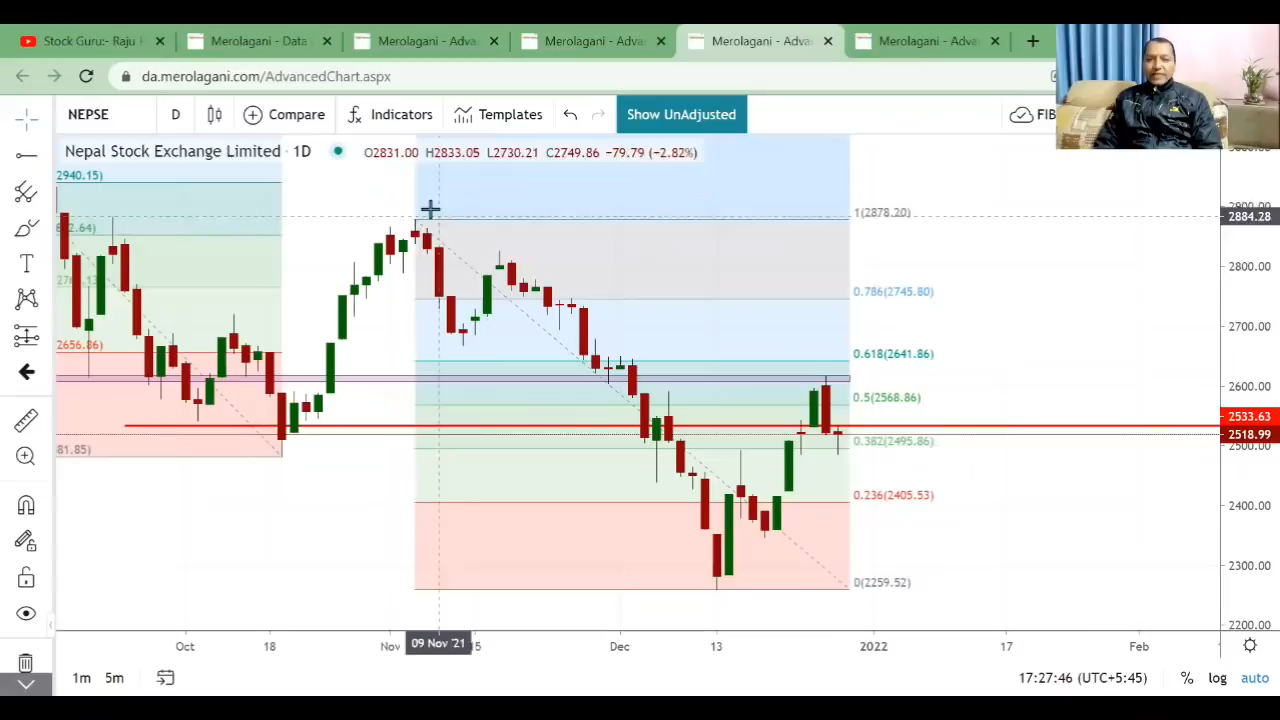 Stock Guru:- Raju
Merolagani - Data
Merolagani - Adva
Merolagani - Adva
Merolagani - Adva
Merolagani - Adva
da.merolagani.com/AdvancedChart.aspx
NEPSE D Compare Indicators Templates Show UnAdjusted FIB
Nepal Stock Exchange Limited · 1D O2831.00 H2833.05 L2730.21 C2749.86 −79.79 (−2.82%)
2940.15)
2656.86)
81.85)
1(2878.20)
0.786(2745.80)
0.618(2641.86)
0.5(2568.86)
0.382(2495.86)
0.236(2405.53)
0(2259.52)
2884.28
2800.00
2700.00
2600.00
2533.63
2518.99
2400.00
2300.00
2200.00
Oct 18 Nov 09 Nov '21 15 Dec 13 2022 17 Feb
1m 5m 17:27:46 (UTC+5:45) % log auto